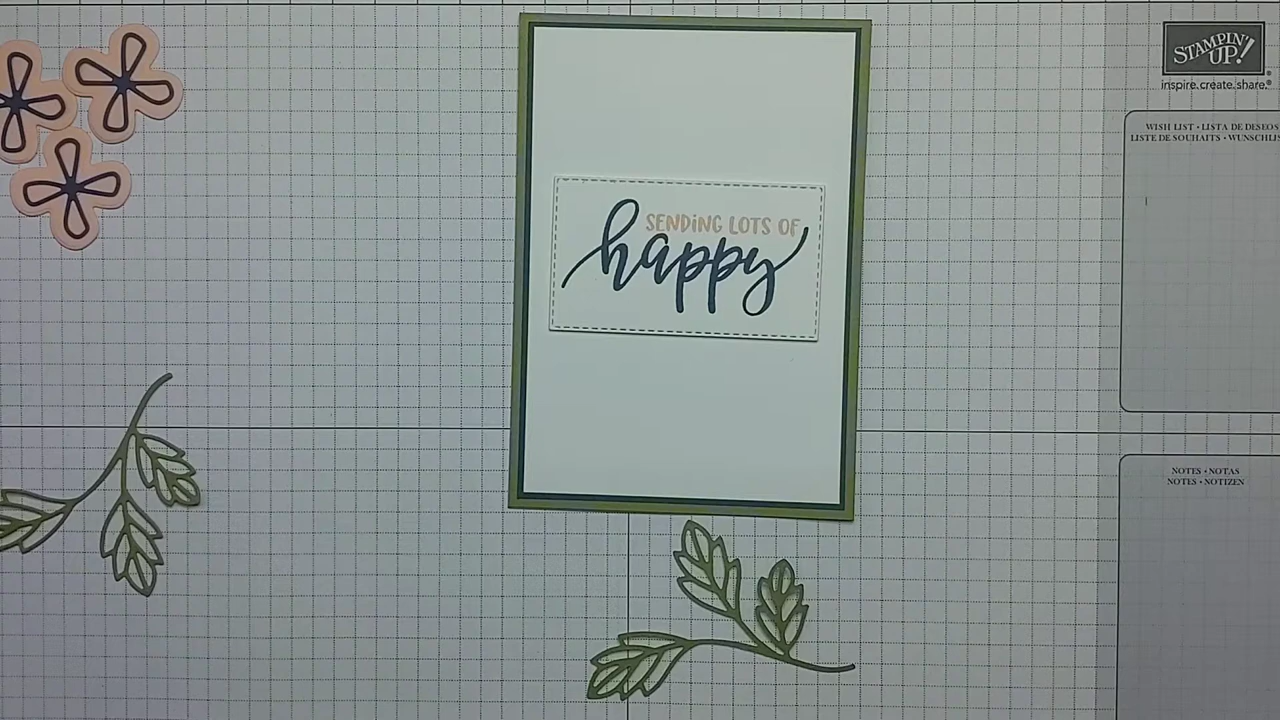 SENDING LOTS OF
happy
STAMPIN' UP!®
inspire.create.share.®
WISH LIST • LISTA DE DESEOS
LISTE DE SOUHAITS •
NOTES • NOTAS
NOTES • NOTIZEN